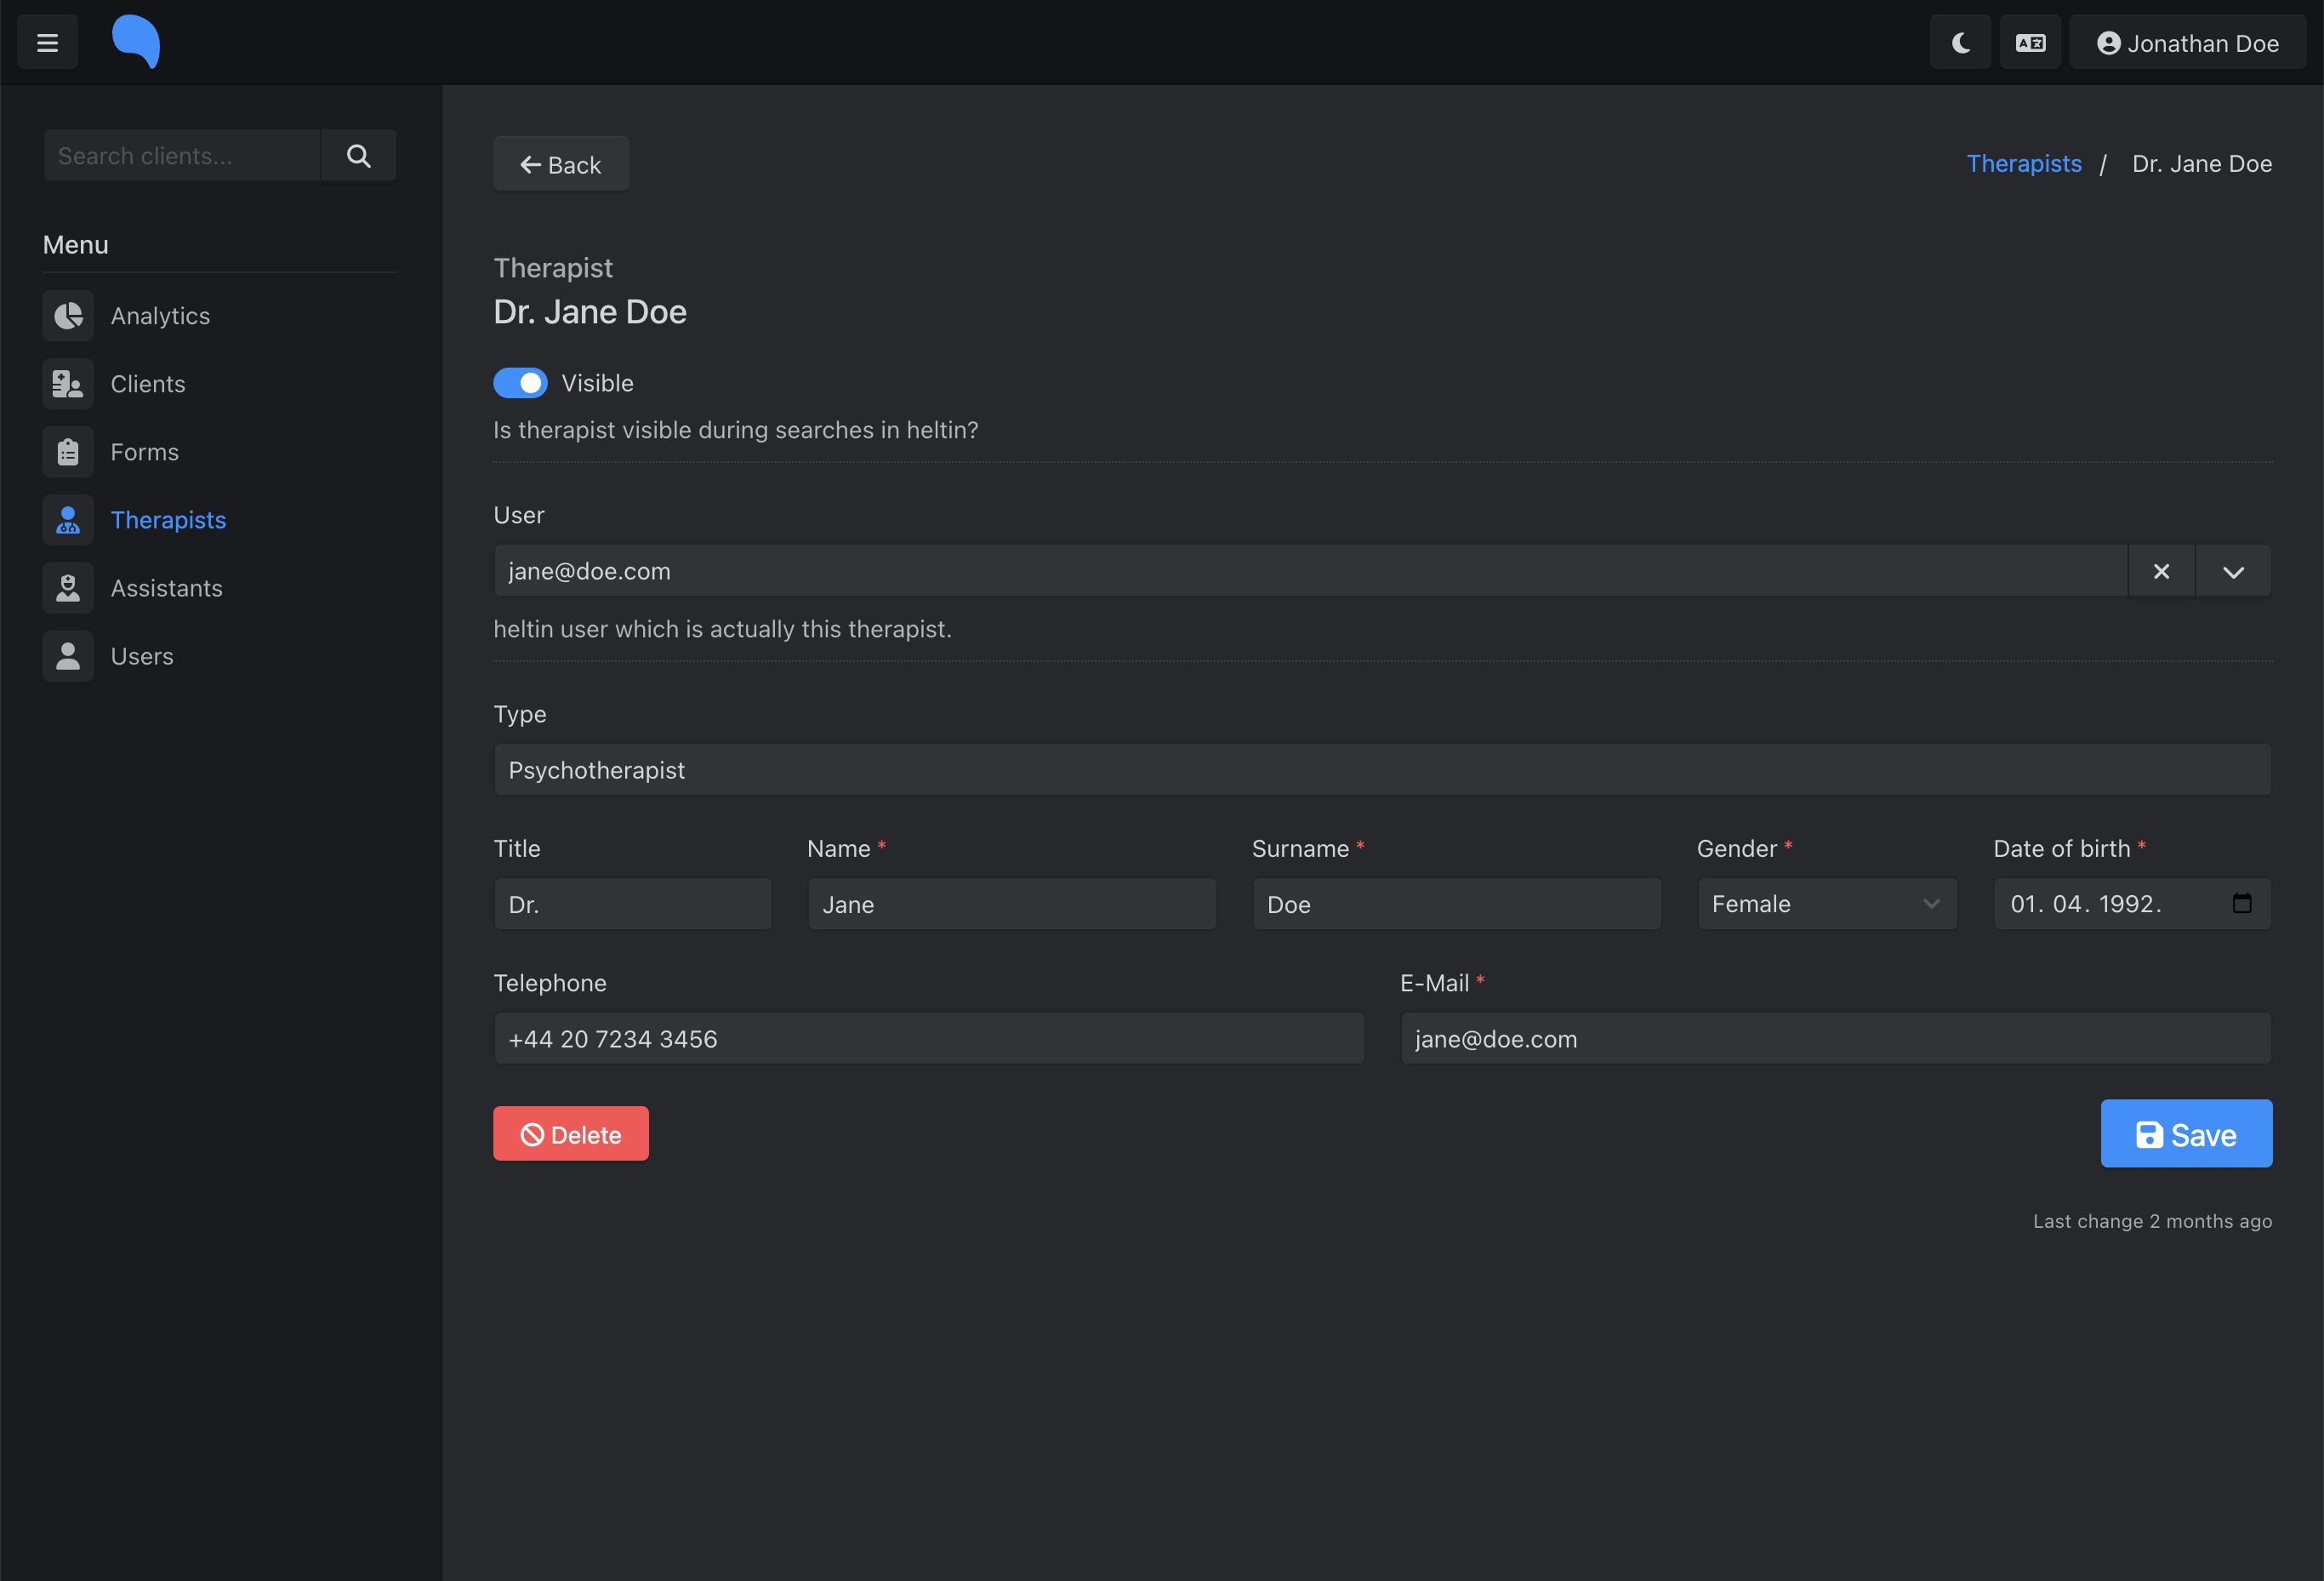 Jonathan Doe
Search clients...
Menu
Analytics
Clients
Forms
Therapists
Assistants
Users
Back
Therapists / Dr. Jane Doe
Therapist
Dr. Jane Doe
Visible
Is therapist visible during searches in heltin?
User
jane@doe.com
heltin user which is actually this therapist.
Type
Psychotherapist
Title Name * Surname * Gender * Date of birth *
Dr. Jane Doe Female 01. 04. 1992.
Telephone E-Mail *
+44 20 7234 3456 jane@doe.com
Delete Save
Last change 2 months ago